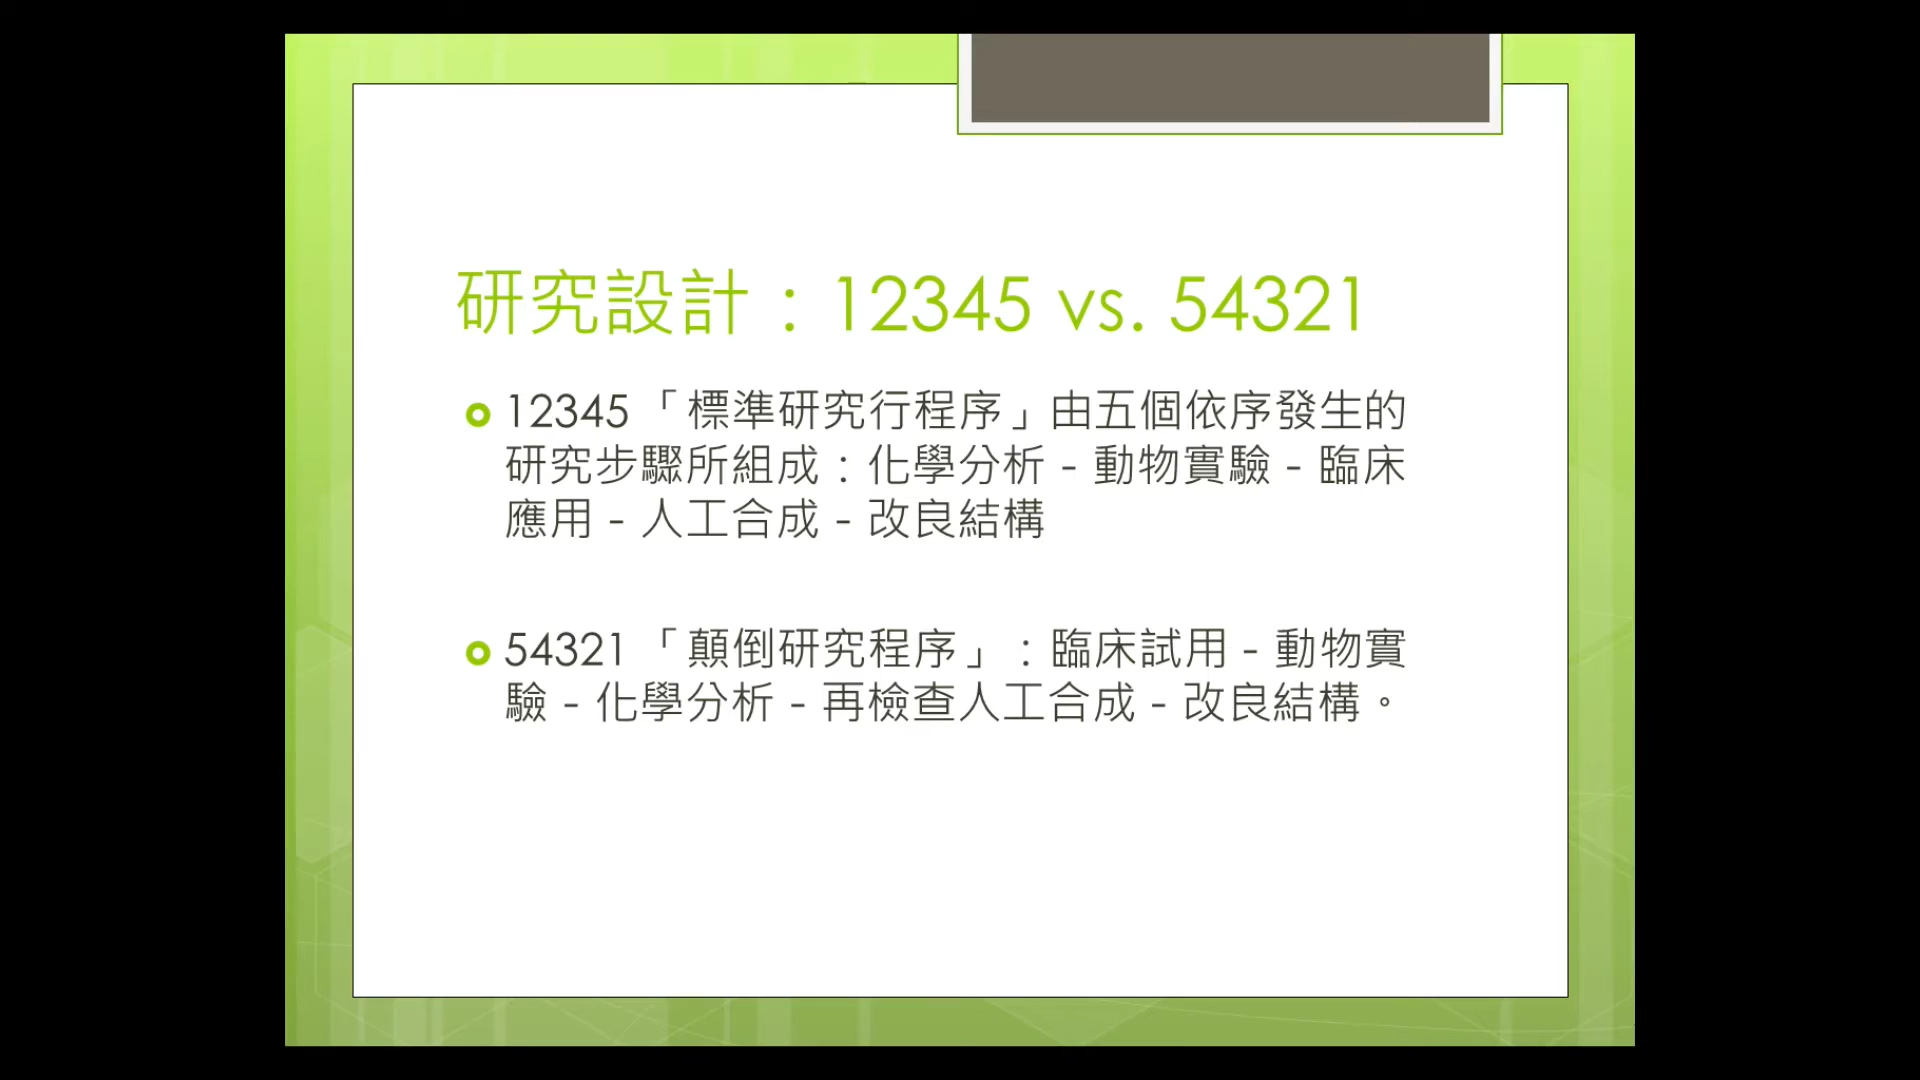 研究設計：12345 vs. 54321
12345「標準研究行程序」由五個依序發生的
研究步驟所組成：化學分析 - 動物實驗 - 臨床
應用 - 人工合成 - 改良結構
54321「顛倒研究程序」：臨床試用 - 動物實
驗 - 化學分析 - 再檢查人工合成 - 改良結構。